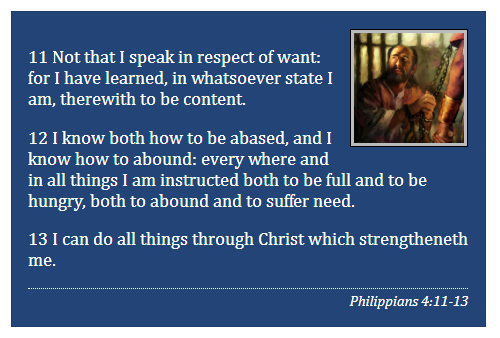 11 Not that I speak in respect of want:
for I have learned, in whatsoever state I
am, therewith to be content.
12 I know both how to be abased, and I
know how to abound: every where and
in all things I am instructed both to be full and to be
hungry, both to abound and to suffer need.
13 I can do all things through Christ which strengtheneth
me.
Philippians 4:11-13